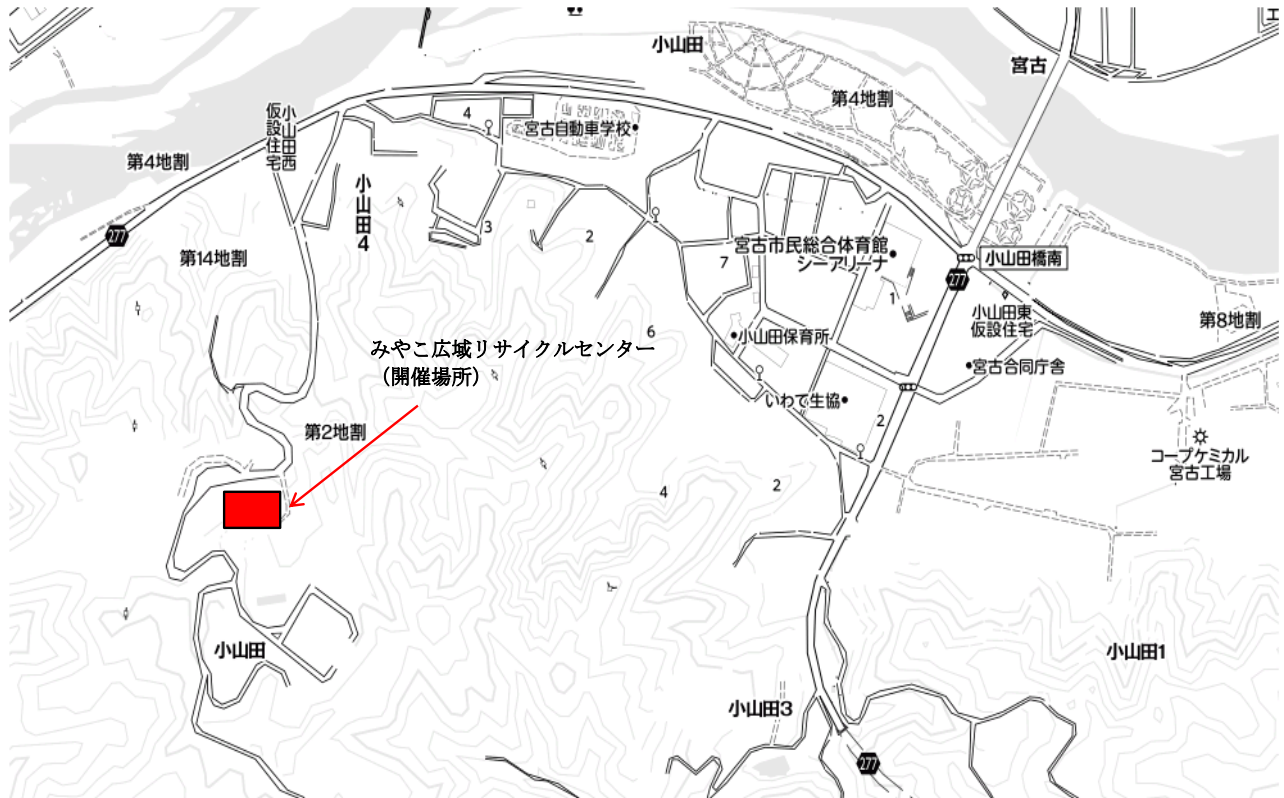 小山田
宮古
エ
第4地割
4
宮古自動車学校
小山田西
仮設住宅
第4地割
小山田4
3
2
277
第14地割
7
宮古市民総合体育館
シーアリーナ
小山田橋南
277
1
小山田東
仮設住宅
第8地割
6
小山田保育所
みやこ広域リサイクルセンター
（開催場所）
宮古合同庁舎
いわて生協
2
第2地割
コープケミカル
宮古工場
4
2
小山田
小山田1
小山田3
277